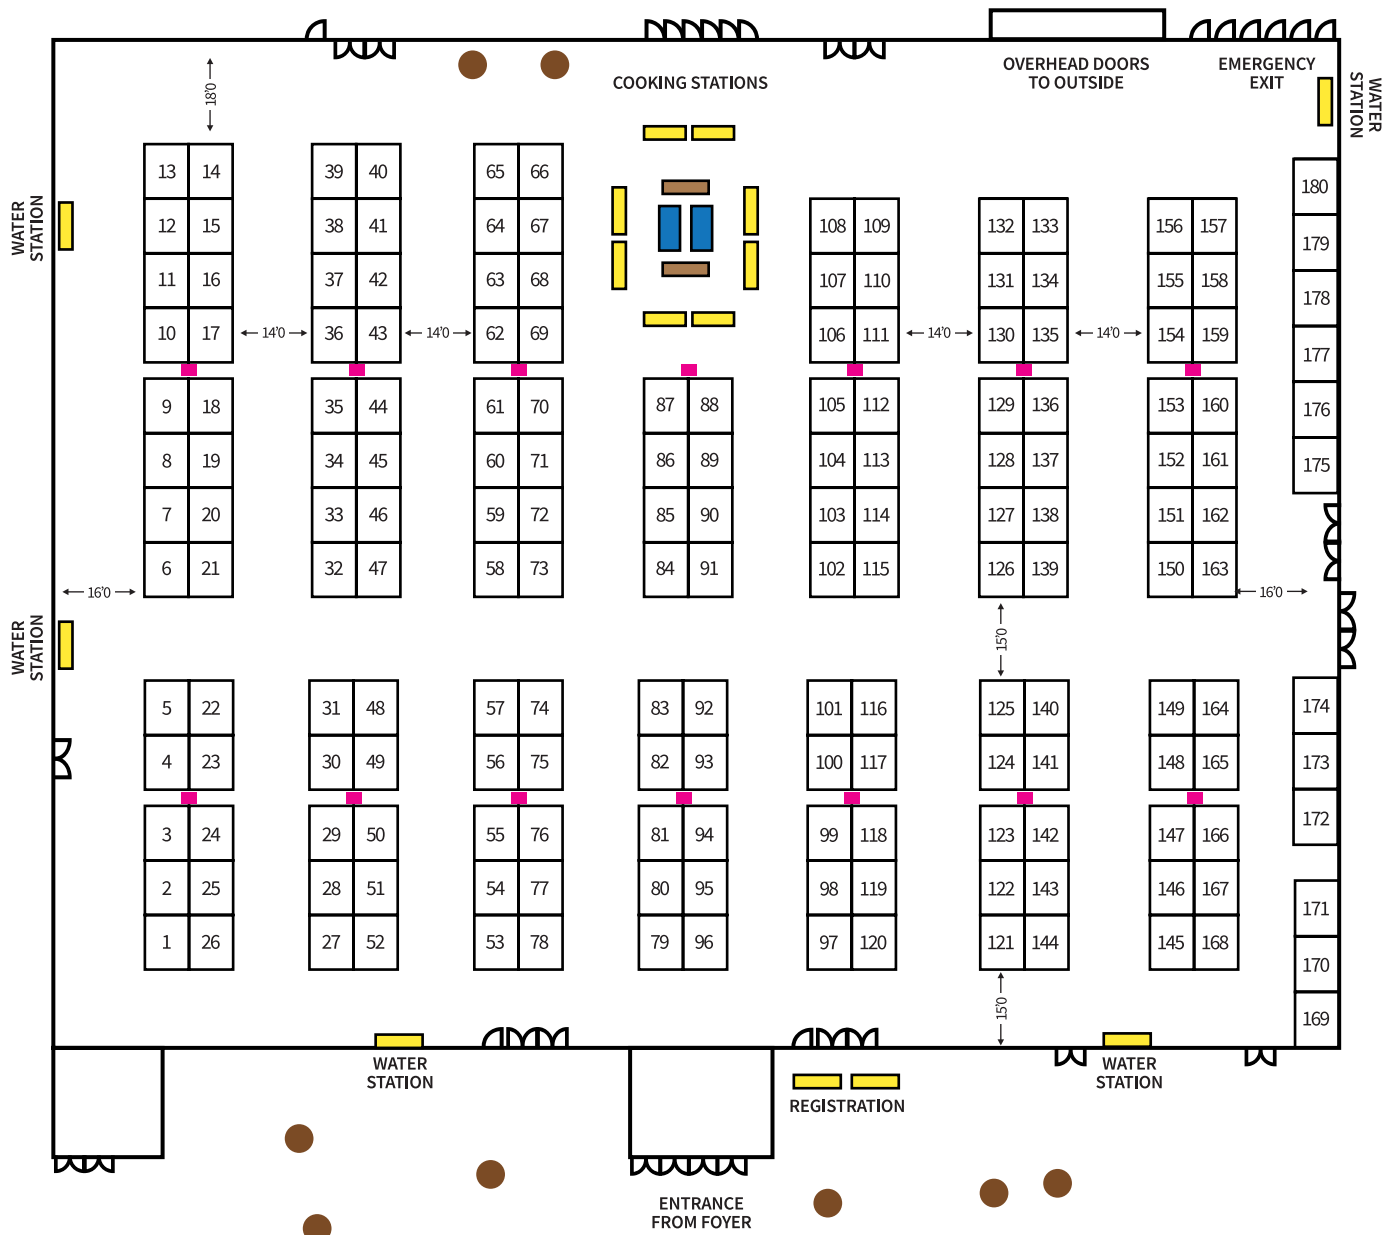 COOKING STATIONS
OVERHEAD DOORS
TO OUTSIDE
EMERGENCY
EXIT
WATER
STATION
18'0
13 14 39 40 65 66 180
WATER
STATION
12 15 38 41 64 67 108 109 132 133 156 157 179
11 16 37 42 63 68 107 110 131 134 155 158 178
10 17 14'0 36 43 14'0 62 69 106 111 14'0 130 135 14'0 154 159 177
9 18 35 44 61 70 87 88 105 112 129 136 153 160 176
8 19 34 45 60 71 86 89 104 113 128 137 152 161 175
7 20 33 46 59 72 85 90 103 114 127 138 151 162
6 21 32 47 58 73 84 91 102 115 126 139 150 163
16'0 16'0
WATER
STATION
15'0
5 22 31 48 57 74 83 92 101 116 125 140 149 164 174
4 23 30 49 56 75 82 93 100 117 124 141 148 165 173
3 24 29 50 55 76 81 94 99 118 123 142 147 166 172
2 25 28 51 54 77 80 95 98 119 122 143 146 167 171
1 26 27 52 53 78 79 96 97 120 121 144 145 168 170
15'0
169
WATER
STATION
REGISTRATION
WATER
STATION
ENTRANCE
FROM FOYER